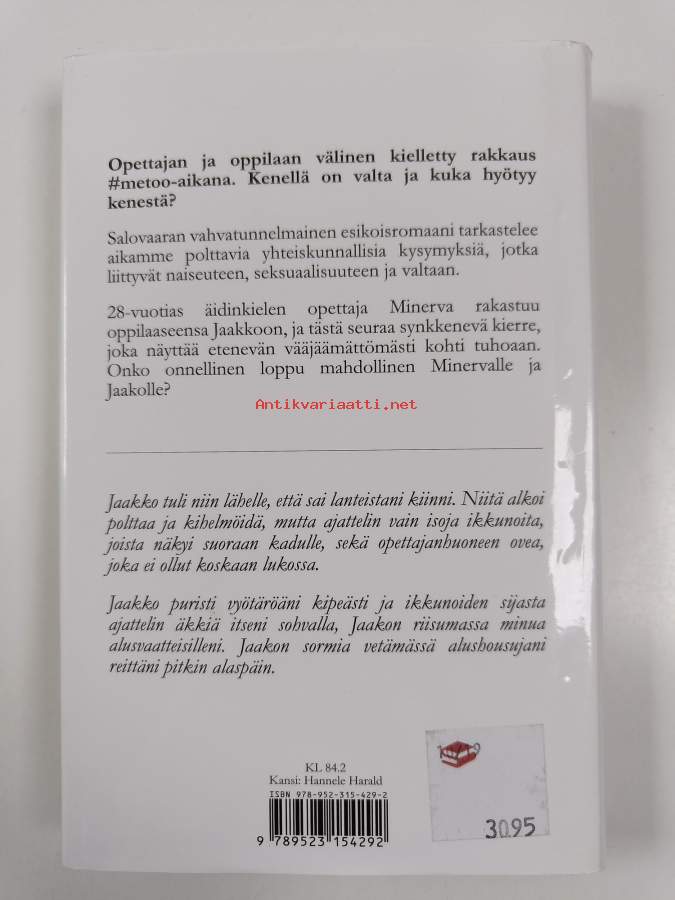 Opettajan ja oppilaan välinen kielletty rakkaus
#metoo-aikana. Kenellä on valta ja kuka hyötyy
kenestä?
Salovaaran vahvatunnelmainen esikoisromaani tarkastelee
aikamme polttavia yhteiskunnallisia kysymyksiä, jotka
liittyvät naiseuteen, seksuaalisuuteen ja valtaan.
28-vuotias äidinkielen opettaja Minerva rakastuu
oppilaaseensa Jaakkoon, ja tästä seuraa synkkenevä kierre,
joka näyttää etenevän vääjäämättömästi kohti tuhoaan.
Onko onnellinen loppu mahdollinen Minervalle ja
Jaakolle?
Antikvariaatti.net
Jaakko tuli niin lähelle, että sai lanteistani kiinni. Niitä alkoi
polttaa ja kihelmöidä, mutta ajattelin vain isoja ikkunoita,
joista näkyi suoraan kadulle, sekä opettajanhuoneen ovea,
joka ei ollut koskaan lukossa.
Jaakko puristi vyötäröäni kipeästi ja ikkunoiden sijasta
ajattelin äkkiä itseni sohvalla, Jaakon riisumassa minua
alusvaatteisilleni. Jaakon sormia vetämässä alushousujani
reittäni pitkin alaspäin.
KL 84.2
Kansi: Hannele Harald
ISBN 978-952-315-429-2
9 789523 154292
30.95